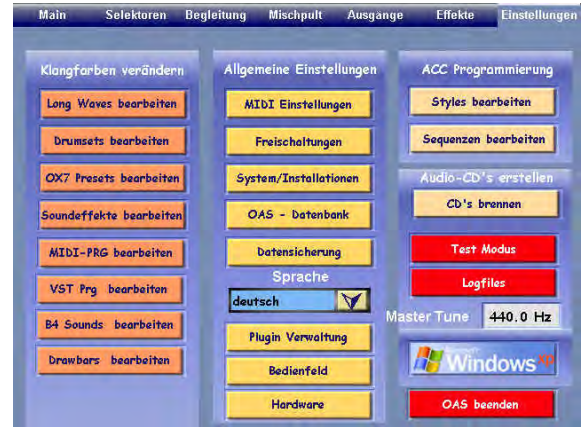 Main Selektoren Begleitung Mischpult Ausgänge Effekte Einstellungen
Klangfarben verändern
Long Waves bearbeiten
Drumsets bearbeiten
OX7 Presets bearbeiten
Soundeffekte bearbeiten
MIDI-PRG bearbeiten
VST Prg bearbeiten
B4 Sounds bearbeiten
Drawbars bearbeiten
Allgemeine Einstellungen
MIDI Einstellungen
Freischaltungen
System/Installationen
OAS - Datenbank
Datensicherung
Sprache
deutsch
Plugin Verwaltung
Bedienfeld
Hardware
ACC Programmierung
Styles bearbeiten
Sequenzen bearbeiten
Audio-CD's erstellen
CD's brennen
Test Modus
Logfiles
Master Tune 440.0 Hz
Windows xp
OAS beenden